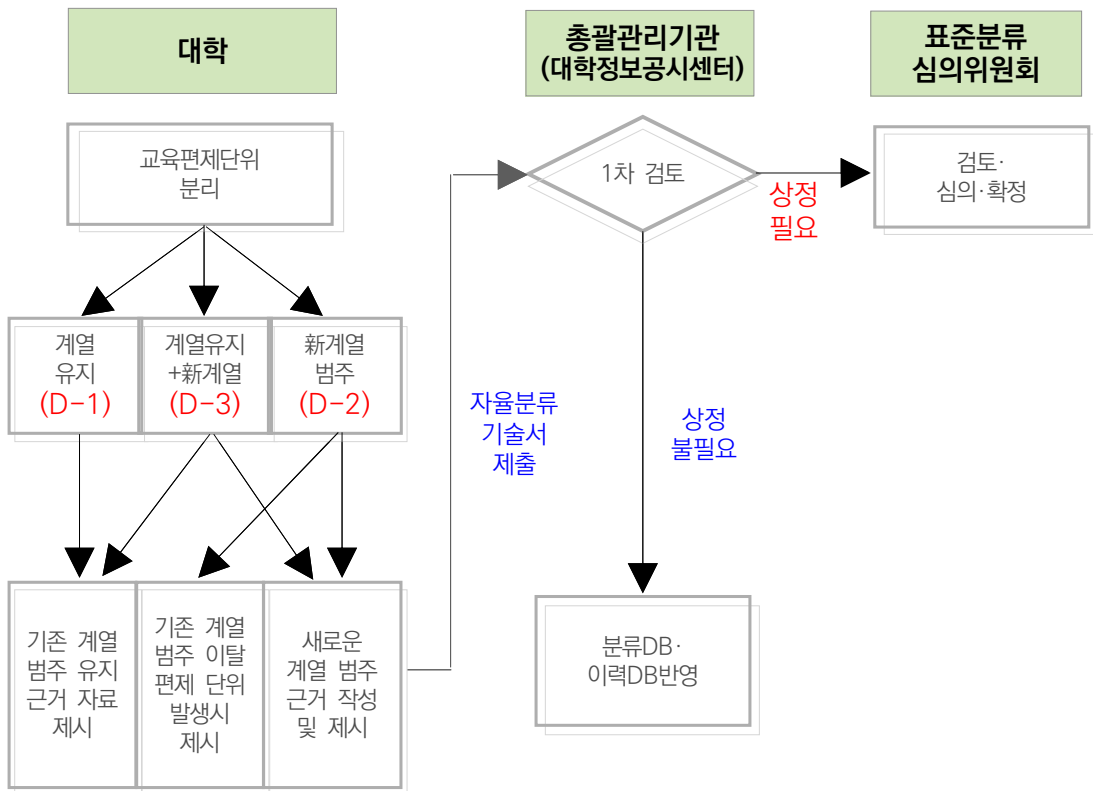 대학
총괄관리기관
(대학정보공시센터)
표준분류
심의위원회
교육편제단위
분리
1차 검토
상정
필요
검토·
심의·확정
계열
유지
(D-1)
계열유지
+新계열
(D-3)
新계열
범주
(D-2)
자율분류
기술서
제출
상정
불필요
기존 계열
범주 유지
근거 자료
제시
기존 계열
범주 이탈
편제 단위
발생시
제시
새로운
계열 범주
근거 작성
및 제시
분류DB·
이력DB반영